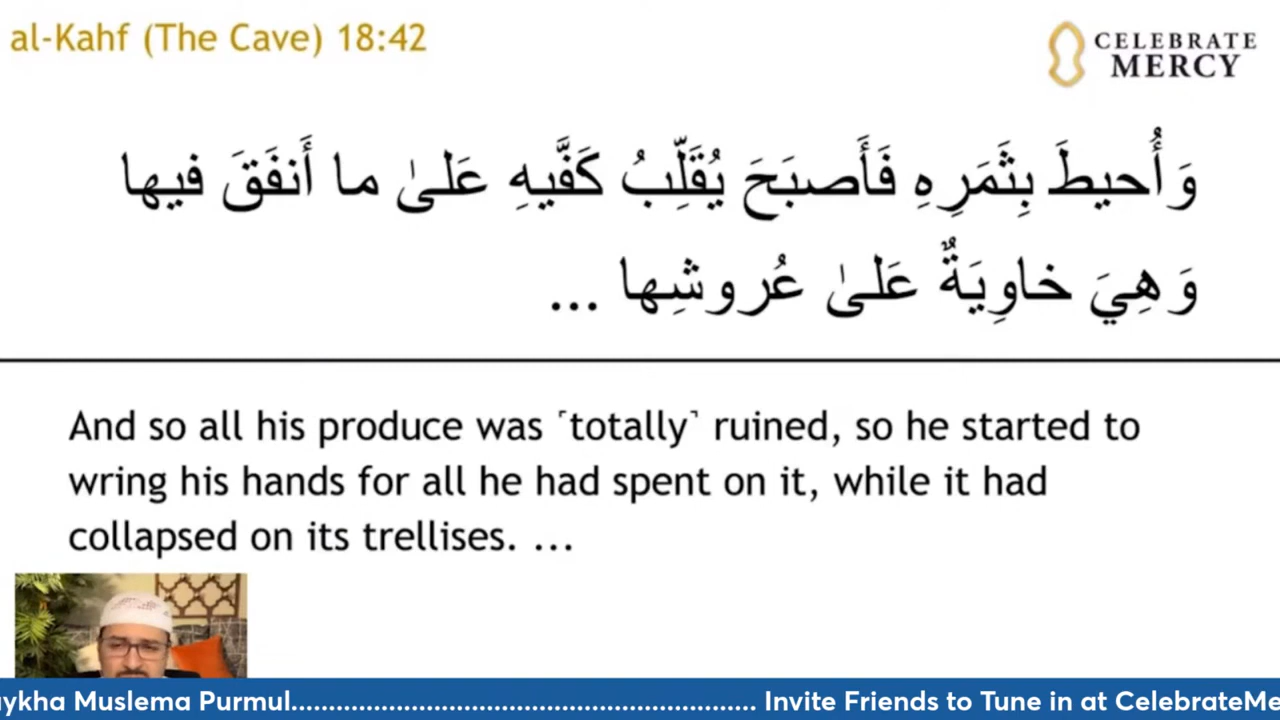 al-Kahf (The Cave) 18:42
CELEBRATE
MERCY
وَأُحيطَ بِثَمَرِهِ فَأَصبَحَ يُقَلِّبُ كَفَّيهِ عَلىٰ ما أَنفَقَ فيها
وَهِيَ خاوِيَةٌ عَلىٰ عُروشِها ...
And so all his produce was ˹totally˺ ruined, so he started to
wring his hands for all he had spent on it, while it had
collapsed on its trellises. ...
Muslema Purmul.......................................................... Invite Friends to Tune in at